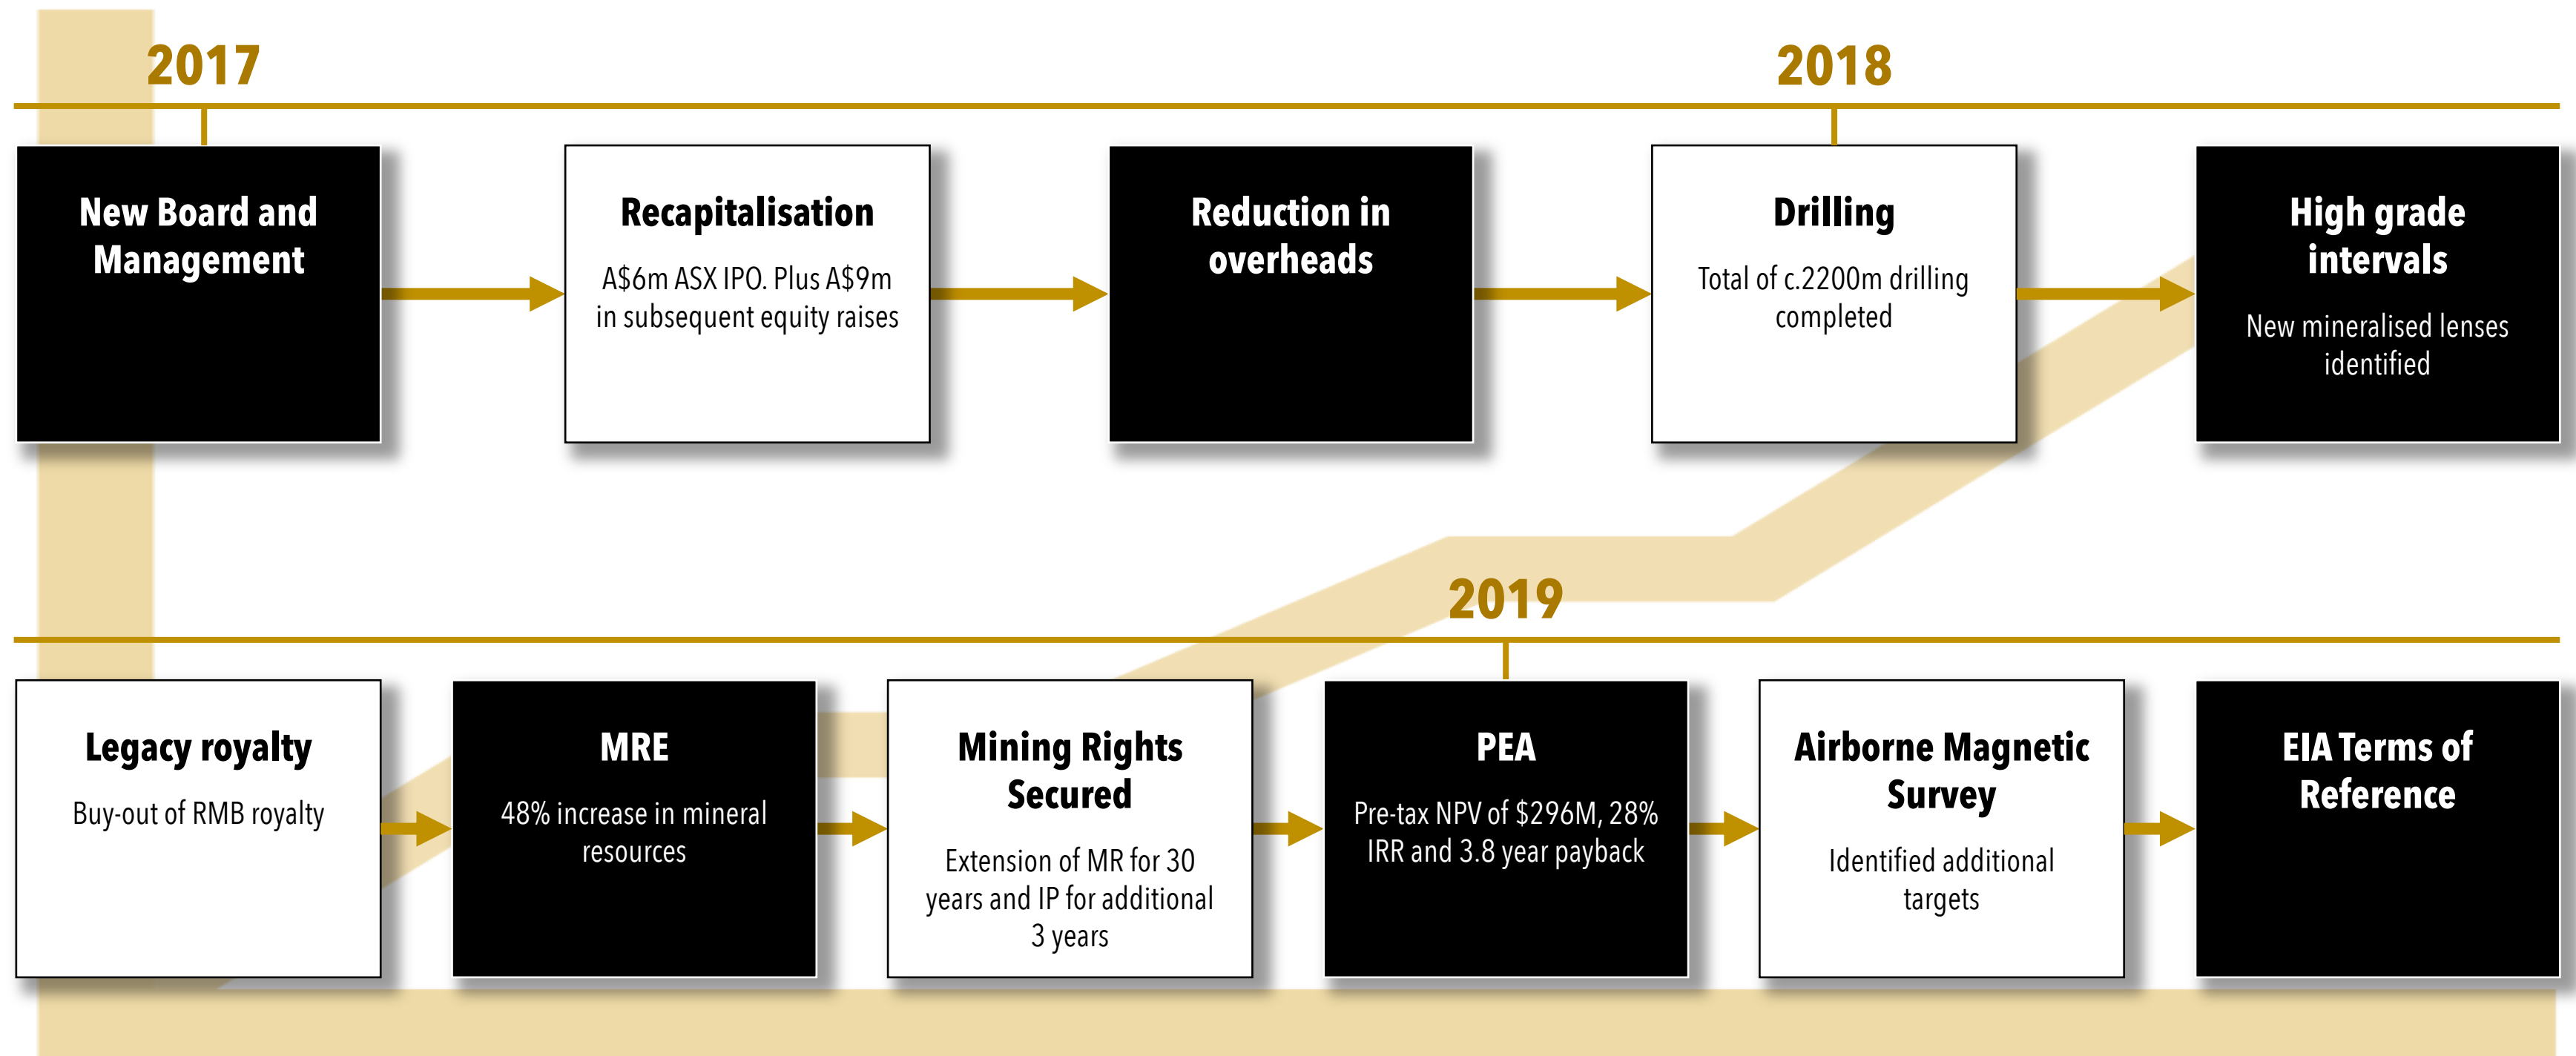 2017
2018
New Board and
Management
Recapitalisation
A$6m ASX IPO. Plus A$9m
in subsequent equity raises
Reduction in
overheads
Drilling
Total of c.2200m drilling
completed
High grade
intervals
New mineralised lenses
identified
2019
Legacy royalty
Buy-out of RMB royalty
MRE
48% increase in mineral
resources
Mining Rights
Secured
Extension of MR for 30
years and IP for additional
3 years
PEA
Pre-tax NPV of $296M, 28%
IRR and 3.8 year payback
Airborne Magnetic
Survey
Identified additional
targets
EIA Terms of
Reference